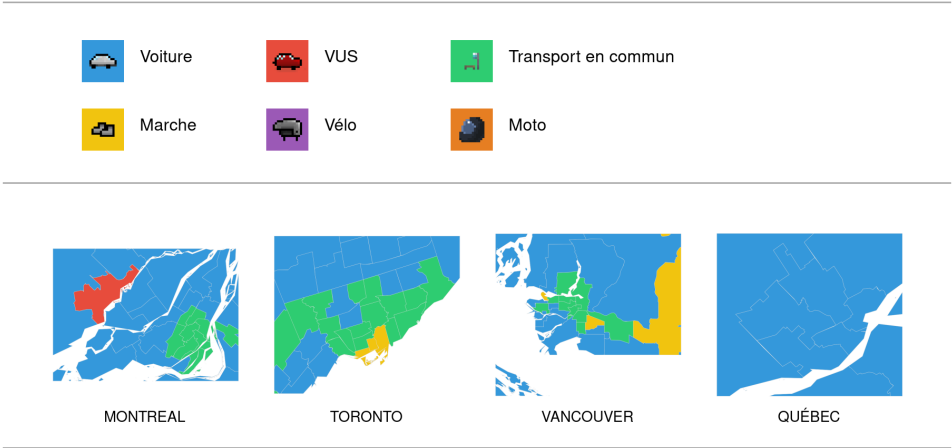 Voiture
VUS
Transport en commun
Marche
Vélo
Moto
MONTREAL
TORONTO
VANCOUVER
QUÉBEC